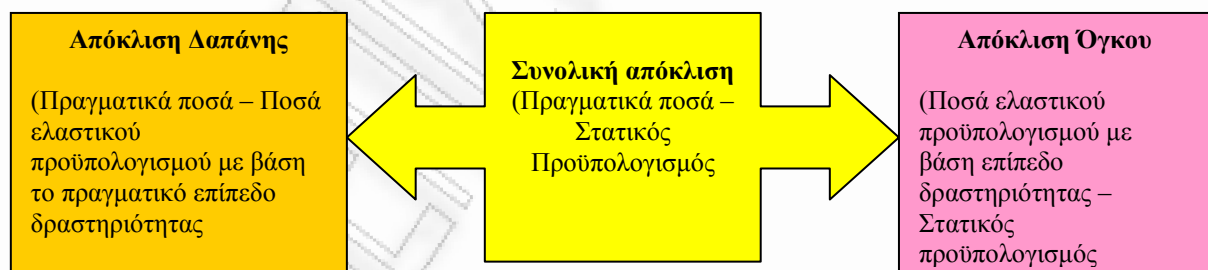 Απόκλιση Δαπάνης
(Πραγματικά ποσά – Ποσά
ελαστικού
προϋπολογισμού με βάση
το πραγματικό επίπεδο
δραστηριότητας
Συνολική απόκλιση
(Πραγματικά ποσά –
Στατικός
Προϋπολογισμός
Απόκλιση Όγκου
(Ποσά ελαστικού
προϋπολογισμού με
βάση επίπεδο
δραστηριότητας –
Στατικός
προϋπολογισμός